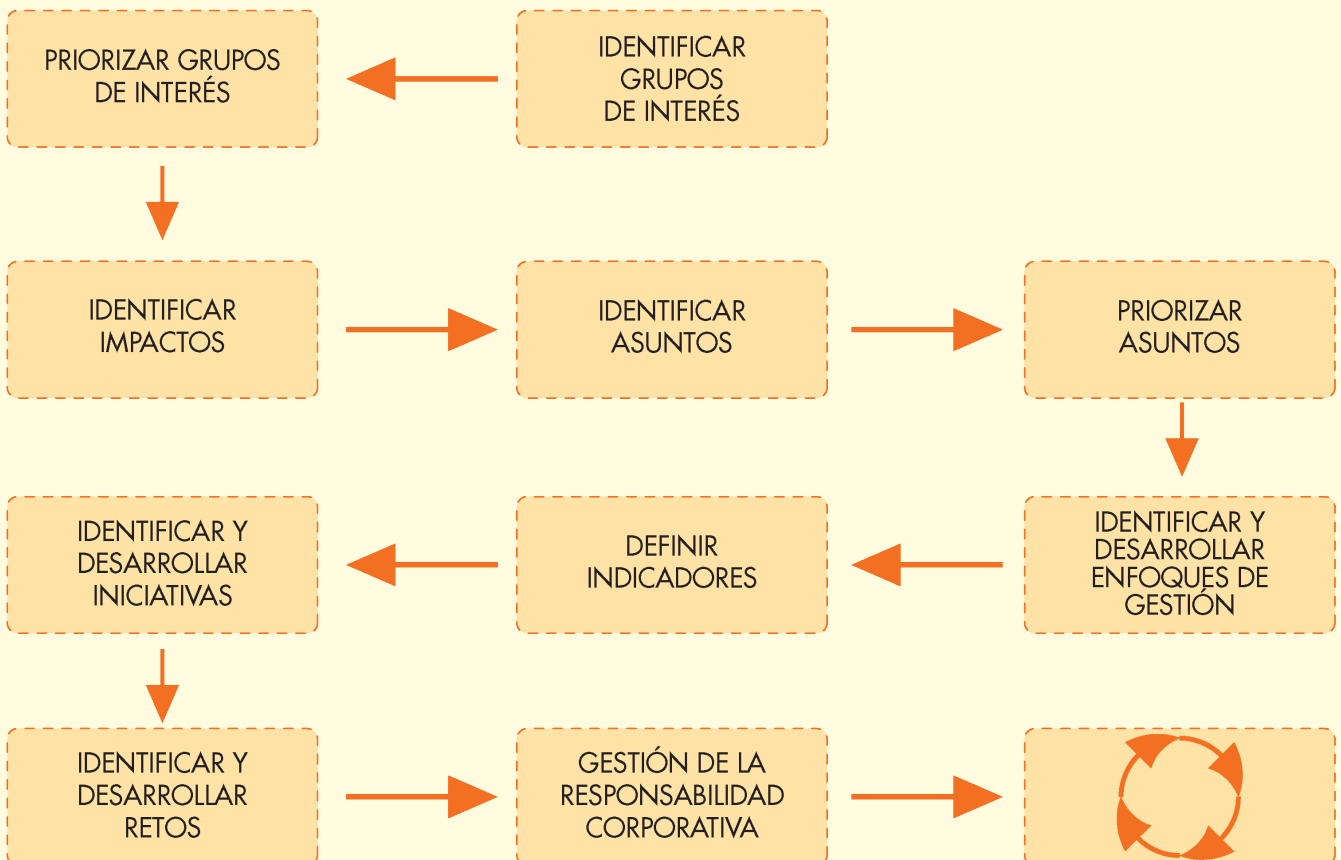 PRIORIZAR GRUPOS
DE INTERÉS
IDENTIFICAR
GRUPOS
DE INTERÉS
IDENTIFICAR
IMPACTOS
IDENTIFICAR
ASUNTOS
PRIORIZAR
ASUNTOS
IDENTIFICAR Y
DESARROLLAR
INICIATIVAS
DEFINIR
INDICADORES
IDENTIFICAR Y
DESARROLLAR
ENFOQUES DE
GESTIÓN
IDENTIFICAR Y
DESARROLLAR
RETOS
GESTIÓN DE LA
RESPONSABILIDAD
CORPORATIVA